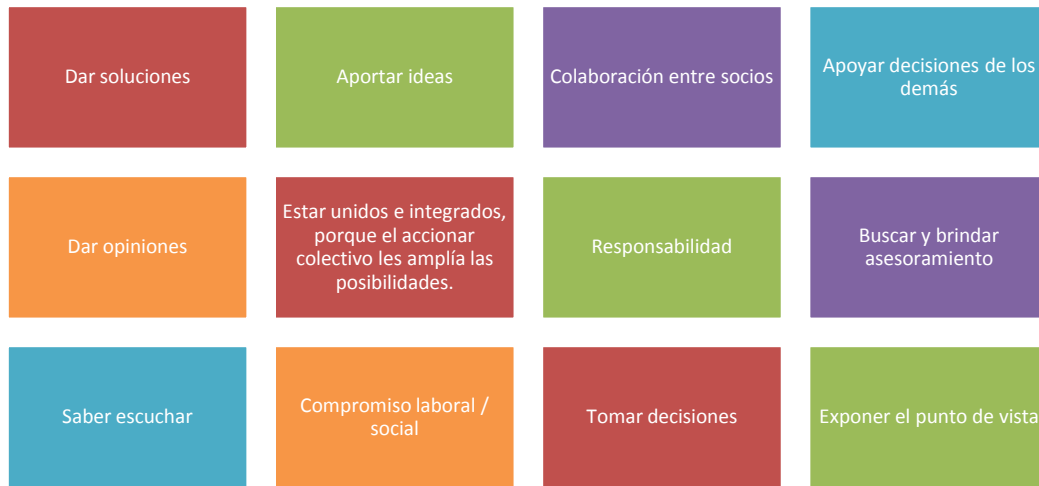 Dar soluciones
Aportar ideas
Colaboración entre socios
Apoyar decisiones de los
demás
Dar opiniones
Estar unidos e integrados,
porque el accionar
colectivo les amplía las
posibilidades.
Responsabilidad
Buscar y brindar
asesoramiento
Saber escuchar
Compromiso laboral /
social
Tomar decisiones
Exponer el punto de vista